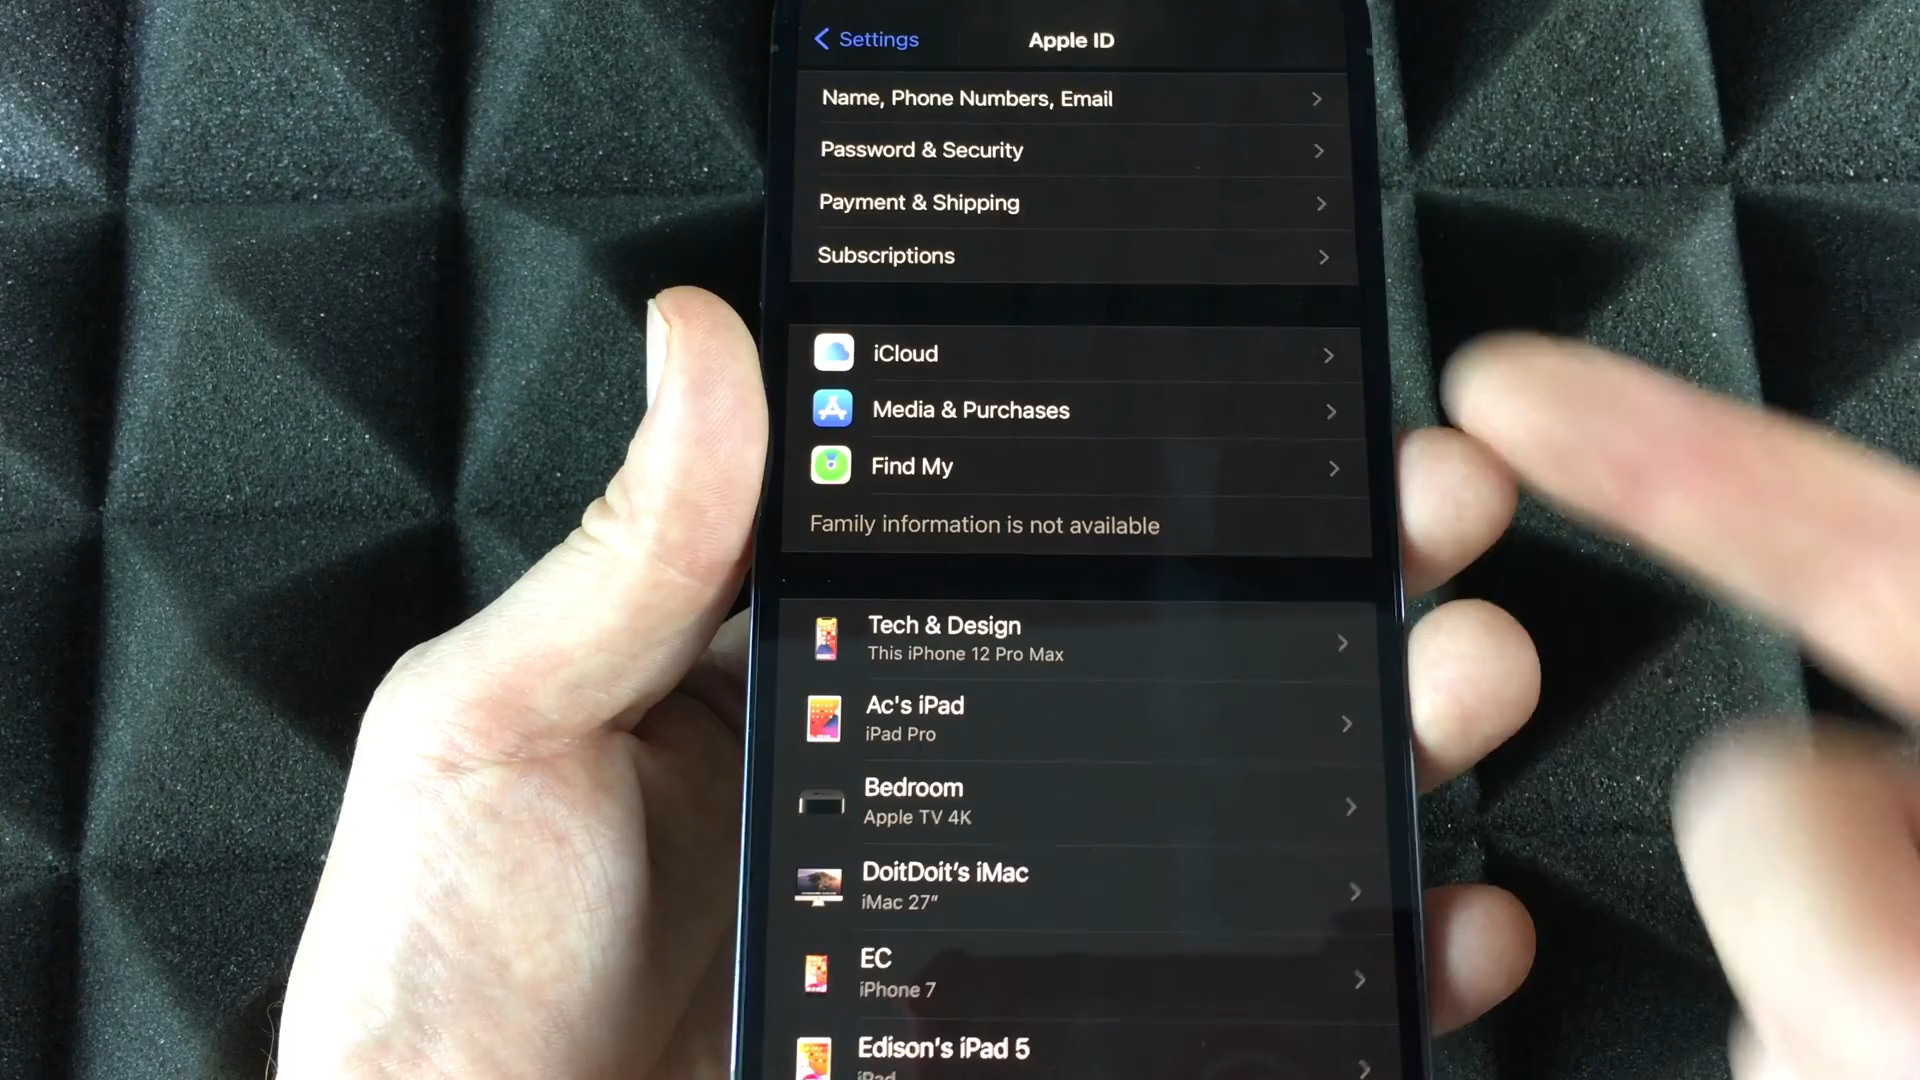 Settings
Apple ID
Name, Phone Numbers, Email
Password & Security
Payment & Shipping
Subscriptions
iCloud
Media & Purchases
Find My
Family information is not available
Tech & Design
This iPhone 12 Pro Max
Ac's iPad
iPad Pro
Bedroom
Apple TV 4K
DoitDoit's iMac
iMac 27"
EC
iPhone 7
Edison's iPad 5
iPad